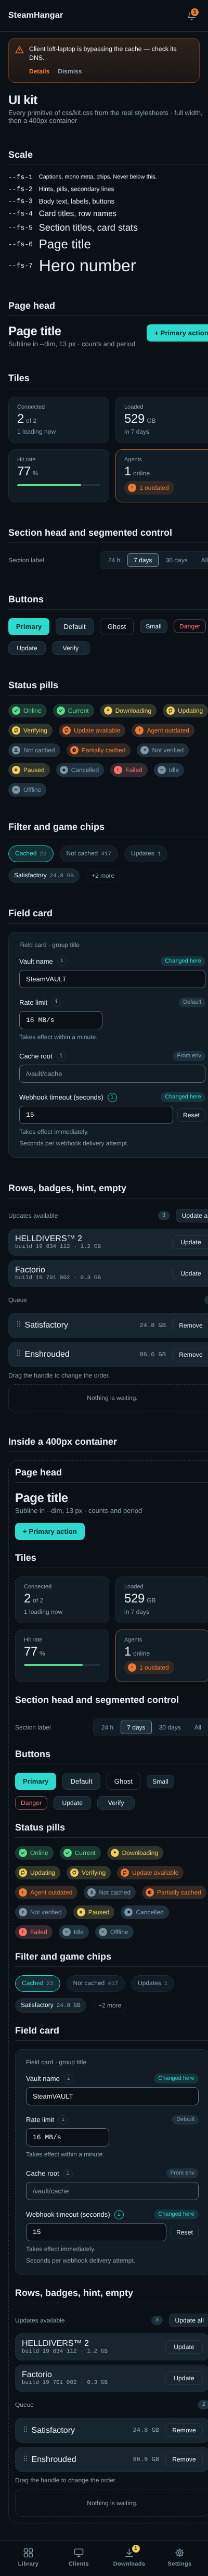 SteamHangar
1
Client loft-laptop is bypassing the cache — check its
DNS.
Details Dismiss
UI kit
Every primitive of css/kit.css from the real stylesheets · full width,
then a 400px container
Scale
--fs-1 Captions, mono meta, chips. Never below this.
--fs-2 Hints, pills, secondary lines
--fs-3 Body text, labels, buttons
--fs-4 Card titles, row names
--fs-5 Section titles, card stats
--fs-6 Page title
--fs-7 Hero number
Page head
Page title
Subline in --dim, 13 px · counts and period
+ Primary action
Tiles
Connected
2 of 2
1 loading now
Loaded
529 GB
in 7 days
Hit rate
77 %
Agents
1 online
1 outdated
Section head and segmented control
Section label 24 h 7 days 30 days All
Buttons
Primary Default Ghost Small Danger
Update Verify
Status pills
Online Current Downloading Updating
Verifying Update available Agent outdated
Not cached Partially cached Not verified
Paused Cancelled Failed Idle
Offline
Filter and game chips
Cached 22 Not cached 417 Updates 1
Satisfactory 24.8 GB +2 more
Field card
Field card · group title
Vault name i Changed here
SteamVAULT
Rate limit i Default
16 MB/s
Takes effect within a minute.
Cache root i From env
/vault/cache
Webhook timeout (seconds) i Changed here
15 Reset
Takes effect immediately.
Seconds per webhook delivery attempt.
Rows, badges, hint, empty
Updates available 3 Update a
HELLDIVERS™ 2
build 19 834 112 · 1.2 GB
Update
Factorio
build 19 701 002 · 0.3 GB
Update
Queue
Satisfactory 24.8 GB Remove
Enshrouded 86.6 GB Remove
Drag the handle to change the order.
Nothing is waiting.
Inside a 400px container
Page head
Page title
Subline in --dim, 13 px · counts and period
+ Primary action
Tiles
Connected
2 of 2
1 loading now
Loaded
529 GB
in 7 days
Hit rate
77 %
Agents
1 online
1 outdated
Section head and segmented control
Section label 24 h 7 days 30 days All
Buttons
Primary Default Ghost Small
Danger Update Verify
Status pills
Online Current Downloading
Updating Verifying Update available
Agent outdated Not cached Partially cached
Not verified Paused Cancelled
Failed Idle Offline
Filter and game chips
Cached 22 Not cached 417 Updates 1
Satisfactory 24.8 GB +2 more
Field card
Field card · group title
Vault name i Changed here
SteamVAULT
Rate limit i Default
16 MB/s
Takes effect within a minute.
Cache root i From env
/vault/cache
Webhook timeout (seconds) i Changed here
15 Reset
Takes effect immediately.
Seconds per webhook delivery attempt.
Rows, badges, hint, empty
Updates available 3 Update all
HELLDIVERS™ 2
build 19 834 112 · 1.2 GB
Update
Factorio
build 19 701 002 · 0.3 GB
Update
Queue 2
Satisfactory 24.8 GB Remove
Enshrouded 86.6 GB Remove
Drag the handle to change the order.
Nothing is waiting.
1
Library Clients Downloads Settings